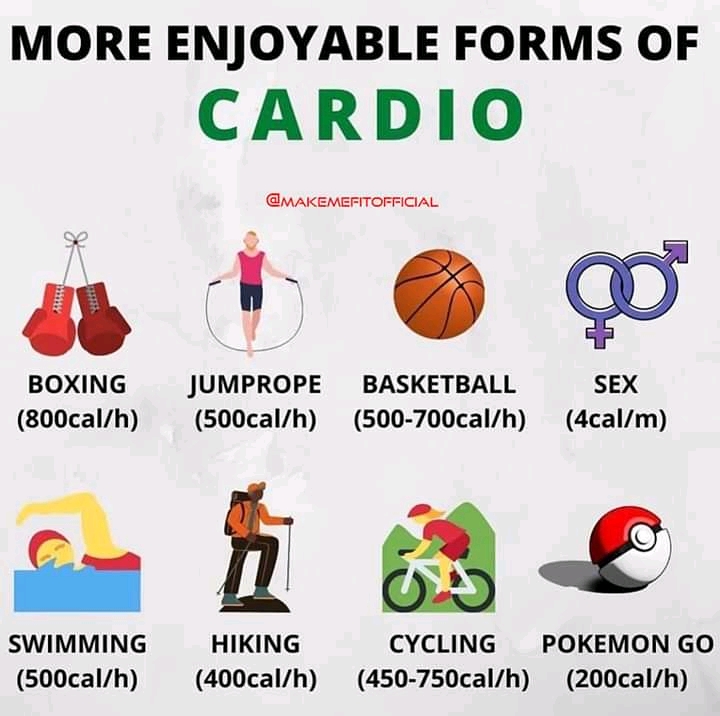 MORE ENJOYABLE FORMS OF
CARDIO
@MAKEMEFITOFFICIAL
BOXING
(800cal/h)
JUMPROPE
(500cal/h)
BASKETBALL
(500-700cal/h)
SEX
(4cal/m)
SWIMMING
(500cal/h)
HIKING
(400cal/h)
CYCLING
(450-750cal/h)
POKEMON GO
(200cal/h)